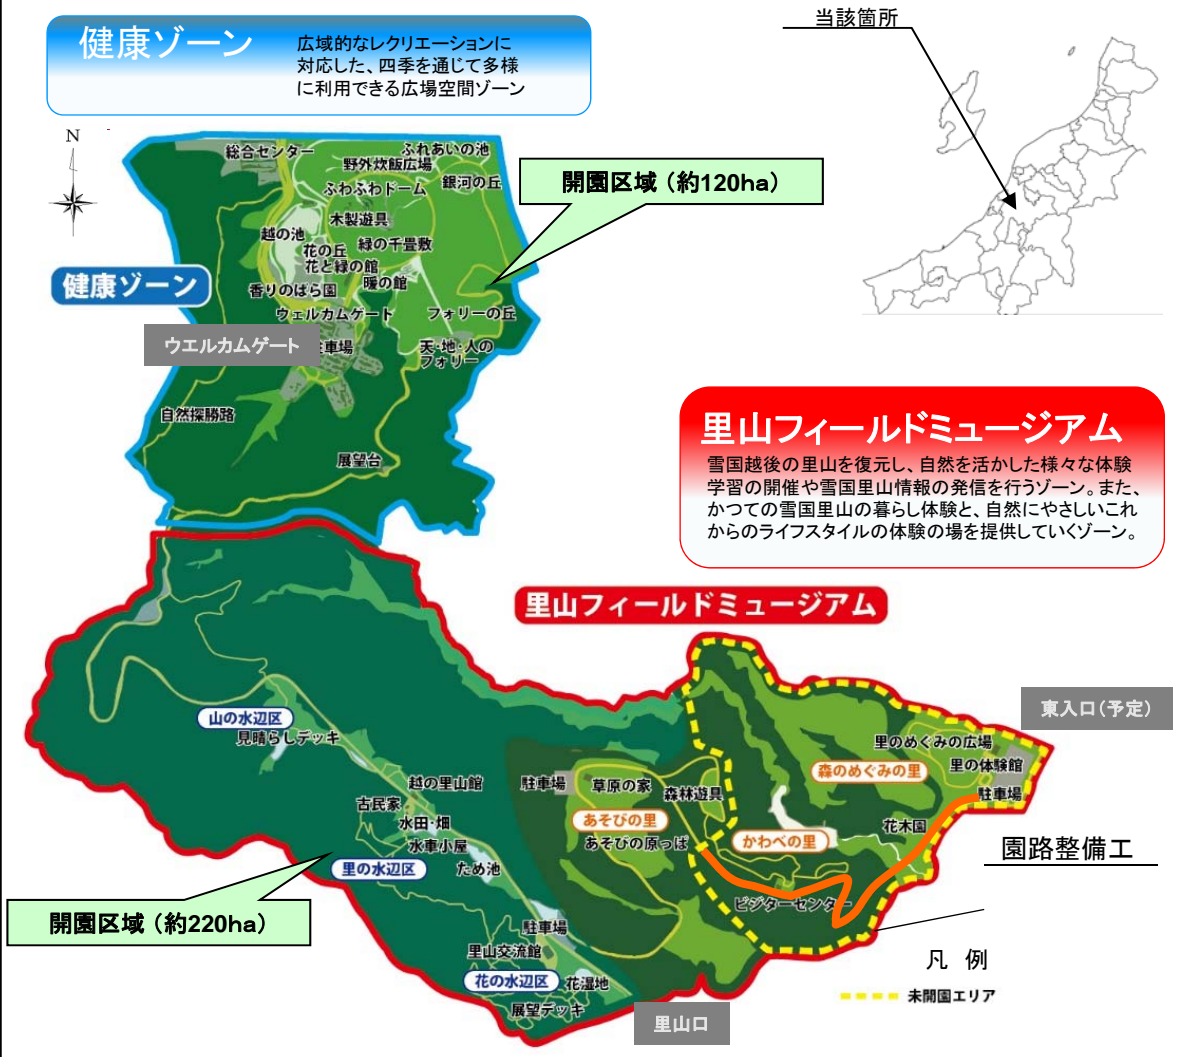 健康ゾーン
広域的なレクリエーションに
対応した、四季を通じて多様
に利用できる広場空間ゾーン
当該箇所
N
総合センター
ふれあいの池
野外炊飯広場
ふわふわドーム
銀河の丘
開園区域（約120ha）
木製遊具
越の池
花の丘
緑の千畳敷
花と緑の館
暖の館
健康ゾーン
香りのばら園
ウェルカムゲート
フォリーの丘
ウエルカムゲート
車場
天・地・人の
フォリー
自然探勝路
展望台
里山フィールドミュージアム
雪国越後の里山を復元し、自然を活かした様々な体験
学習の開催や雪国里山情報の発信を行うゾーン。また、
かつての雪国里山の暮らし体験と、自然にやさしいこれ
からのライフスタイルの体験の場を提供していくゾーン。
里山フィールドミュージアム
東入口（予定）
山の水辺区
見晴らしデッキ
里のめぐみの広場
里の体験館
森のめぐみの里
駐車場
越の里山館
駐車場
草原の家
森林遊具
古民家
水田・畑
あそびの里
花木園
水車小屋
あそびの原っぱ
かわべの里
園路整備工
里の水辺区
ため池
ビジターセンター
開園区域（約220ha）
駐車場
里山交流館
花の水辺区
花湿地
展望デッキ
里山口
凡 例
未開園エリア